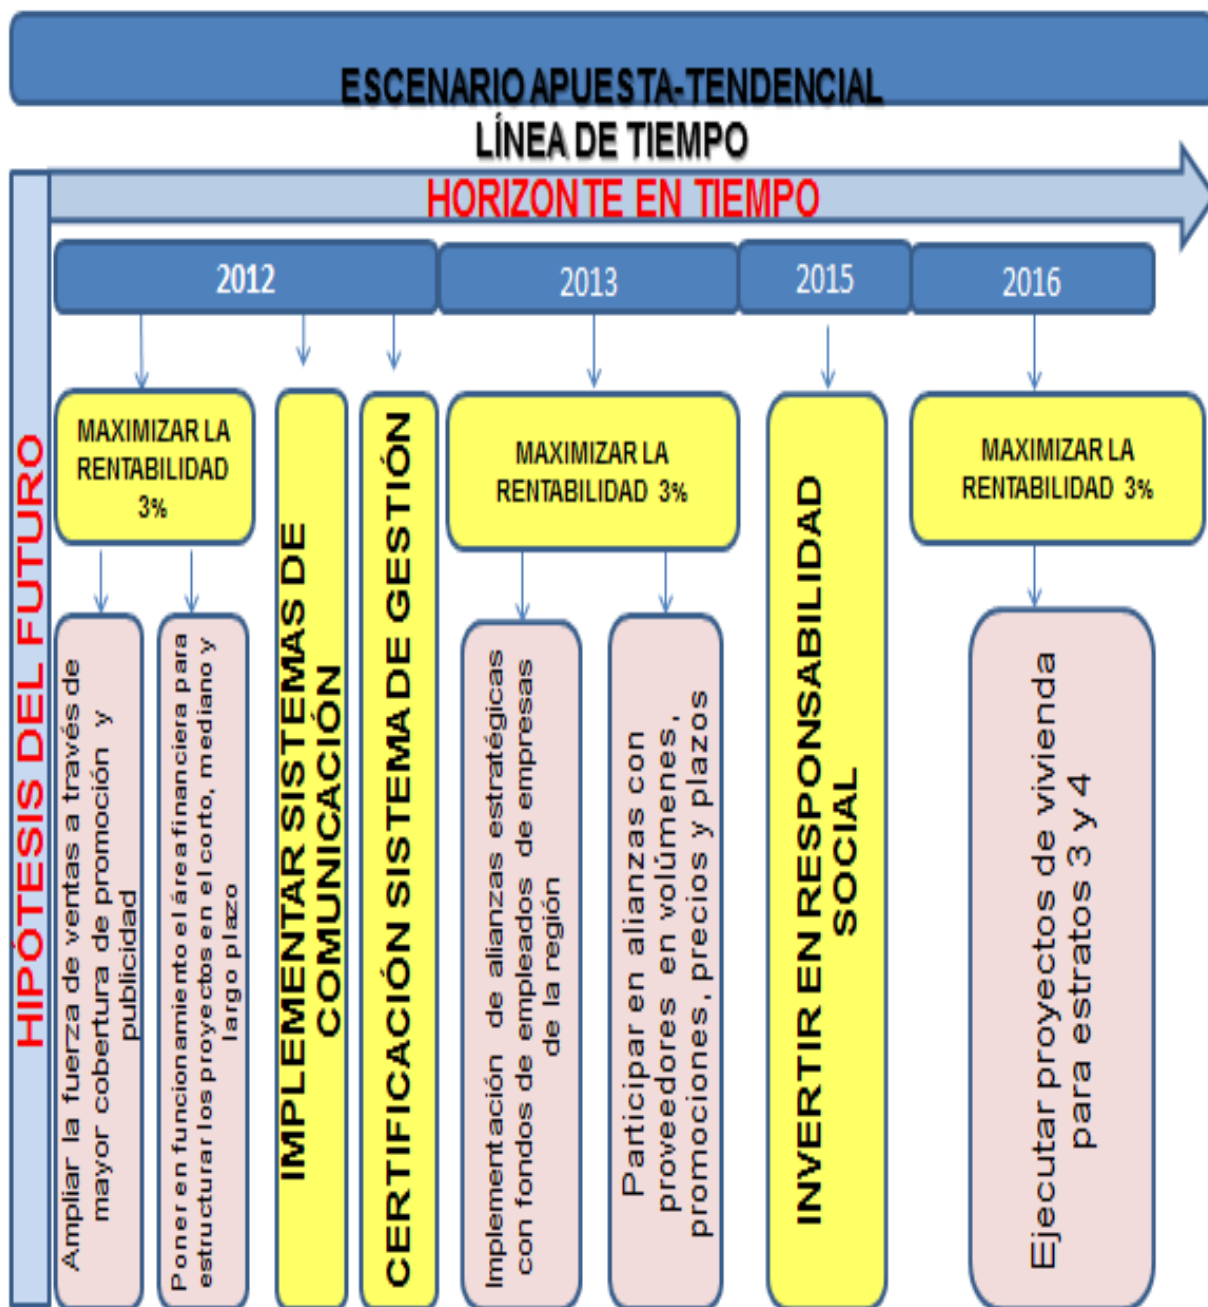 ESCENARIO APUESTA-TENDENCIAL
LÍNEA DE TIEMPO
HORIZONTE EN TIEMPO
HIPÓTESIS DEL FUTURO
2012
2013
2015
2016
MAXIMIZAR LA
RENTABILIDAD
3%
Ampliar la fuerza de ventas a través de
mayor cobertura de promoción y
publicidad
Poner en funcionamiento el área financiera para
estructurar los proyectos en el corto, mediano y
largo plazo
IMPLEMENTAR SISTEMAS DE
COMUNICACIÓN
CERTIFICACIÓN SISTEMA DE GESTIÓN
MAXIMIZAR LA
RENTABILIDAD 3%
Implementación de alianzas estratégicas
con fondos de empleados de empresas
de la región
Participar en alianzas con
proveedores en volúmenes,
promociones, precios y plazos
INVERTIR EN RESPONSABILIDAD
SOCIAL
MAXIMIZAR LA
RENTABILIDAD 3%
Ejecutar proyectos de vivienda
para estratos 3 y 4